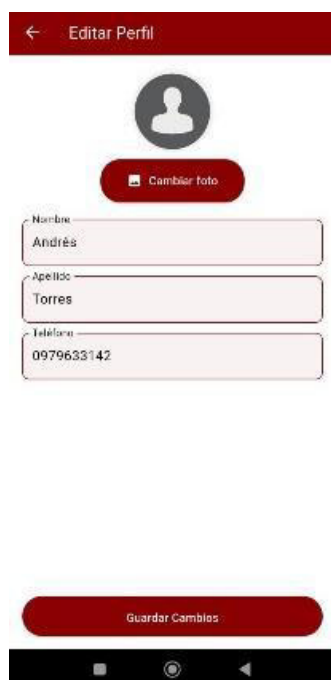 Editar Perfil
Cambiar foto
Nombre
Andrés
Apellido
Torres
Teléfono
0979633142
Guardar Cambios